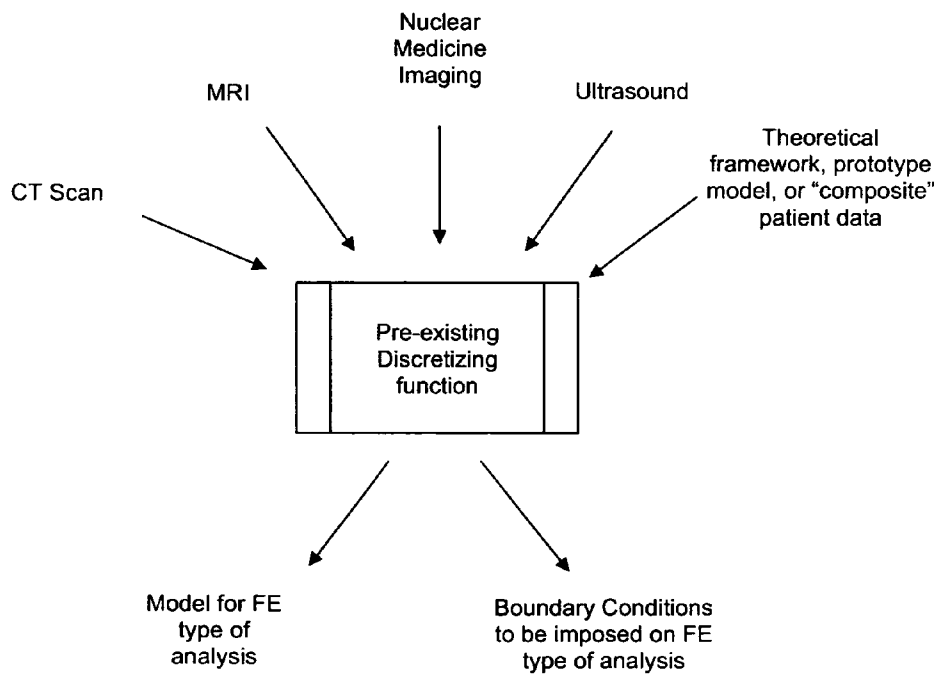 Nuclear
Medicine
Imaging
MRI
Ultrasound
CT Scan
Theoretical
framework, prototype
model, or “composite”
patient data
Pre-existing
Discretizing
function
Model for FE
type of
analysis
Boundary Conditions
to be imposed on FE
type of analysis